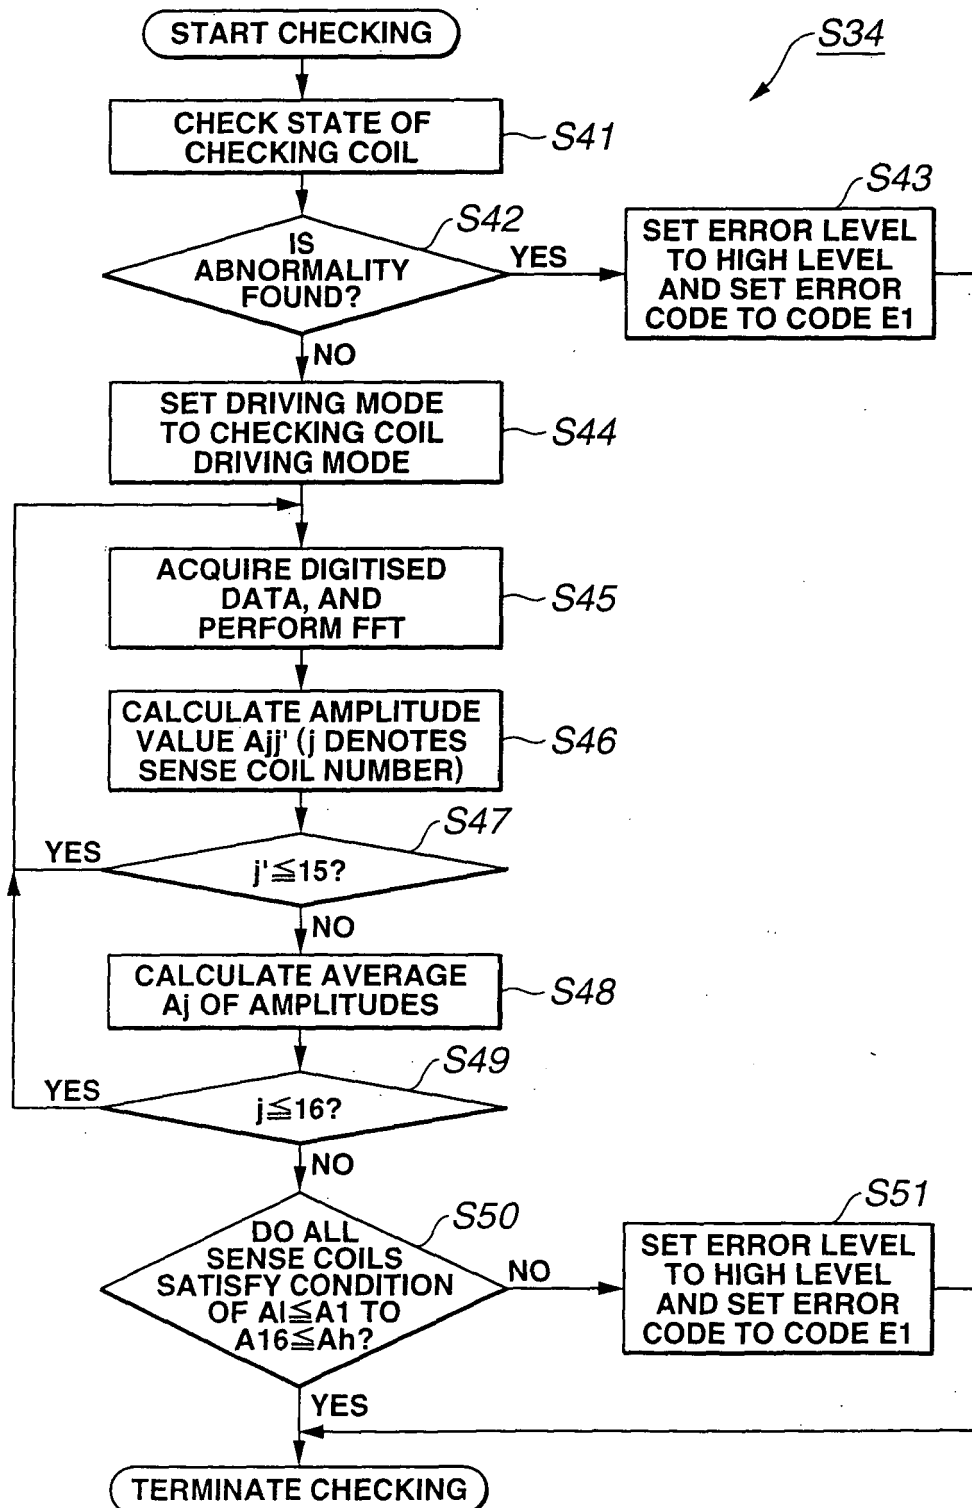 START CHECKING
S34
CHECK STATE OF
CHECKING COIL
S41
S42
IS
ABNORMALITY
FOUND?
YES
NO
S43
SET ERROR LEVEL
TO HIGH LEVEL
AND SET ERROR
CODE TO CODE E1
SET DRIVING MODE
TO CHECKING COIL
DRIVING MODE
S44
ACQUIRE DIGITISED
DATA, AND
PERFORM FFT
S45
CALCULATE AMPLITUDE
VALUE Ajj' (j DENOTES
SENSE COIL NUMBER)
S46
S47
YES
j'≦15?
NO
CALCULATE AVERAGE
Aj OF AMPLITUDES
S48
S49
YES
j≦16?
NO
S50
DO ALL
SENSE COILS
SATISFY CONDITION
OF Al≦A1 TO
A16≦Ah?
NO
YES
S51
SET ERROR LEVEL
TO HIGH LEVEL
AND SET ERROR
CODE TO CODE E1
TERMINATE CHECKING